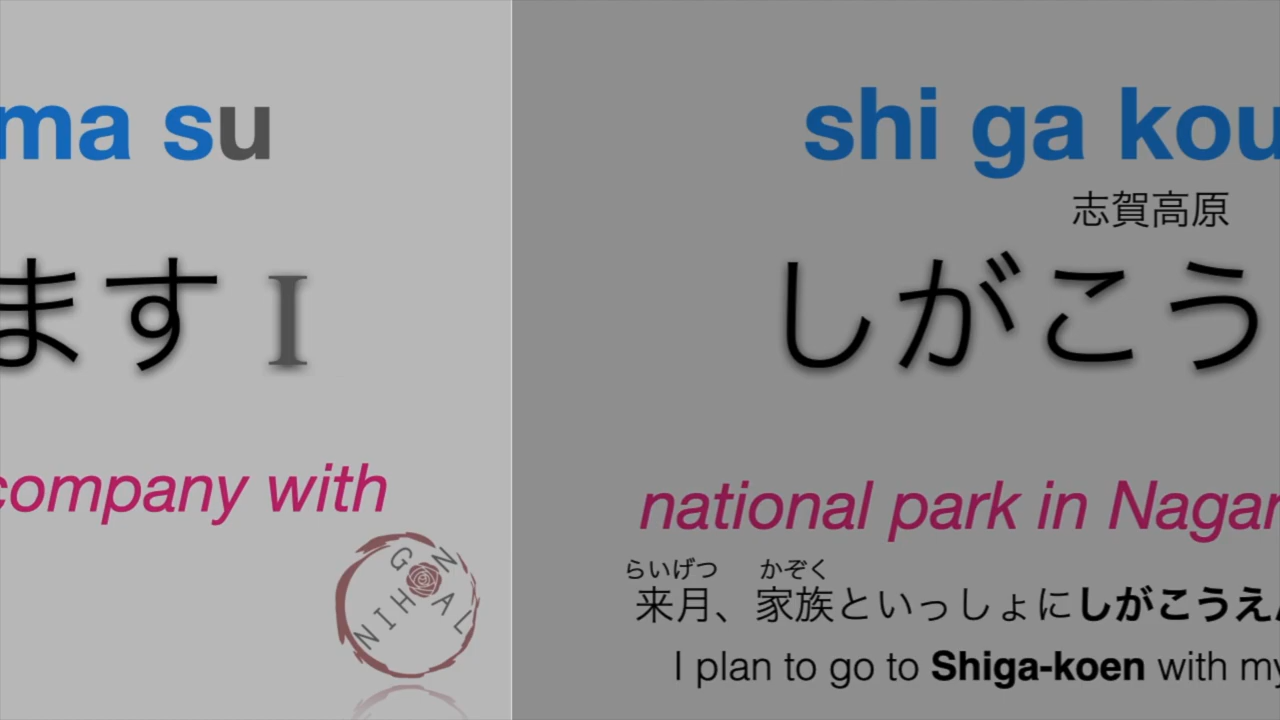 ma su
ます I
company with
NIHON GOAL
shi ga kou
志賀高原
しがこう
national park in Nagan
らいげつ かぞく
来月、家族といっしょにしがこうえ
I plan to go to Shiga-koen with my